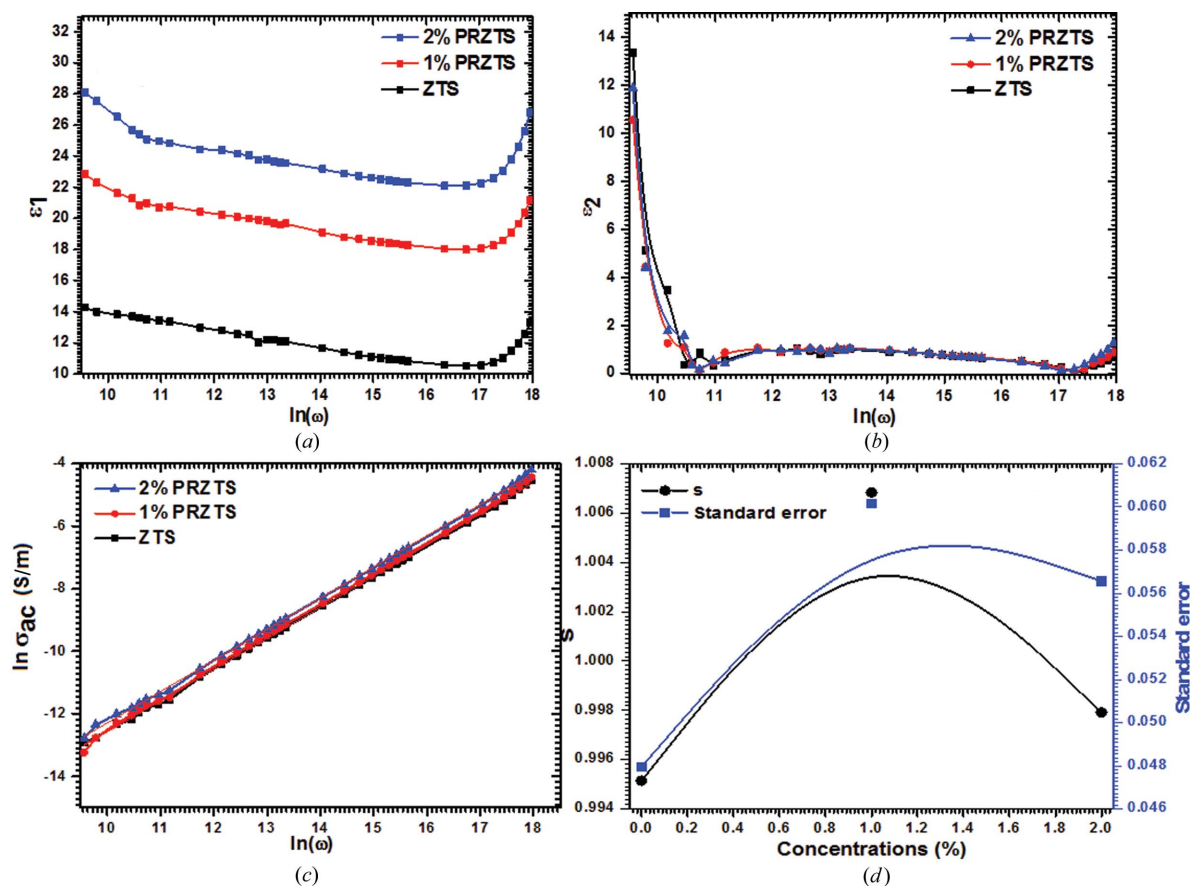 32
30
28
26
24
22
20
18
16
14
12
10
ε1
2% PRZTS
1% PRZTS
ZTS
10 11 12 13 14 15 16 17 18
ln(ω)
(a)
14
12
10
8
6
4
2
0
ε2
2% PRZTS
1% PRZTS
ZTS
10 11 12 13 14 15 16 17 18
ln(ω)
(b)
-4
-6
-8
-10
-12
-14
ln σac (S/m)
2% PRZTS
1% PRZTS
ZTS
10 11 12 13 14 15 16 17 18
ln(ω)
(c)
1.008
1.006
1.004
1.002
1.000
0.998
0.996
0.994
s
s
Standard error
0.062
0.060
0.058
0.056
0.054
0.052
0.050
0.048
0.046
Standard error
0.0 0.2 0.4 0.6 0.8 1.0 1.2 1.4 1.6 1.8 2.0
Concentrations (%)
(d)